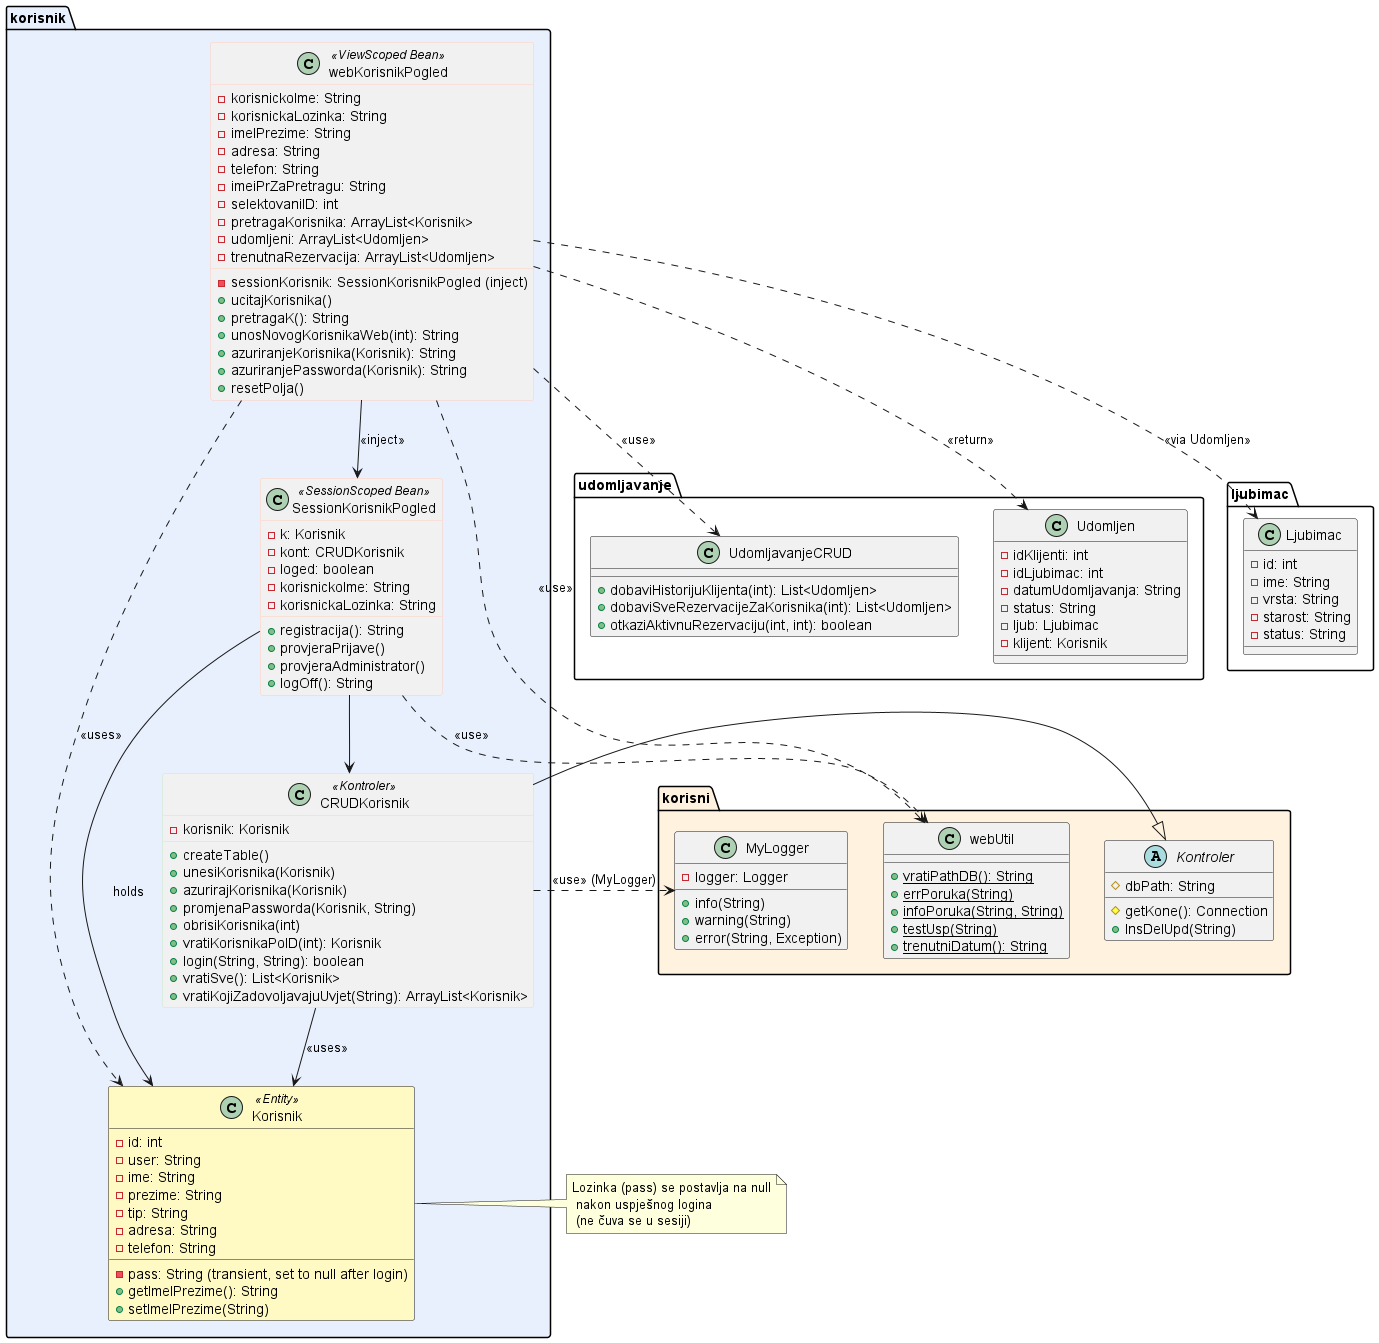 korisnik
«ViewScoped Bean»
webKorisnikPogled
korisnickoIme: String
korisnickaLozinka: String
imeIPrezime: String
adresa: String
telefon: String
imeiPrZaPretragu: String
selektovaniID: int
pretragaKorisnika: ArrayList<Korisnik>
udomljeni: ArrayList<Udomljen>
trenutnaRezervacija: ArrayList<Udomljen>
sessionKorisnik: SessionKorisnikPogled (inject)
ucitajKorisnika()
pretragaK(): String
unosNovogKorisnikaWeb(int): String
azuriranjeKorisnika(Korisnik): String
azuriranjePassworda(Korisnik): String
resetPolja()
«inject»
«use»
«return»
«via Udomljen»
«SessionScoped Bean»
SessionKorisnikPogled
k: Korisnik
kont: CRUDKorisnik
loged: boolean
korisnickoIme: String
korisnickaLozinka: String
registracija(): String
provjeraPrijave()
provjeraAdministrator()
logOff(): String
«use»
udomljavanje
UdomljavanjeCRUD
dobaviHistorijuKlijenta(int): List<Udomljen>
dobaviSveRezervacijeZaKorisnika(int): List<Udomljen>
otkaziAktivnuRezervaciju(int, int): boolean
Udomljen
idKlijenti: int
idLjubimac: int
datumUdomljavanja: String
status: String
ljub: Ljubimac
klijent: Korisnik
ljubimac
Ljubimac
id: int
ime: String
vrsta: String
starost: String
status: String
«uses»
«use»
«Kontroler»
CRUDKorisnik
korisnik: Korisnik
createTable()
unesiKorisnika(Korisnik)
azurirajKorisnika(Korisnik)
promjenaPassworda(Korisnik, String)
obrisiKorisnika(int)
vratiKorisnikaPoID(int): Korisnik
login(String, String): boolean
vratiSve(): List<Korisnik>
vratiKojiZadovoljavajuUvjet(String): ArrayList<Korisnik>
holds
«use» (MyLogger)
korisni
MyLogger
logger: Logger
info(String)
warning(String)
error(String, Exception)
webUtil
vratiPathDB(): String
errPoruka(String)
infoPoruka(String, String)
testUsp(String)
trenutniDatum(): String
Kontroler
dbPath: String
getKone(): Connection
InsDelUpd(String)
«uses»
«Entity»
Korisnik
id: int
user: String
ime: String
prezime: String
tip: String
adresa: String
telefon: String
pass: String (transient, set to null after login)
getImeIPrezime(): String
setImeIPrezime(String)
Lozinka (pass) se postavlja na null
nakon uspješnog logina
(ne čuva se u sesiji)